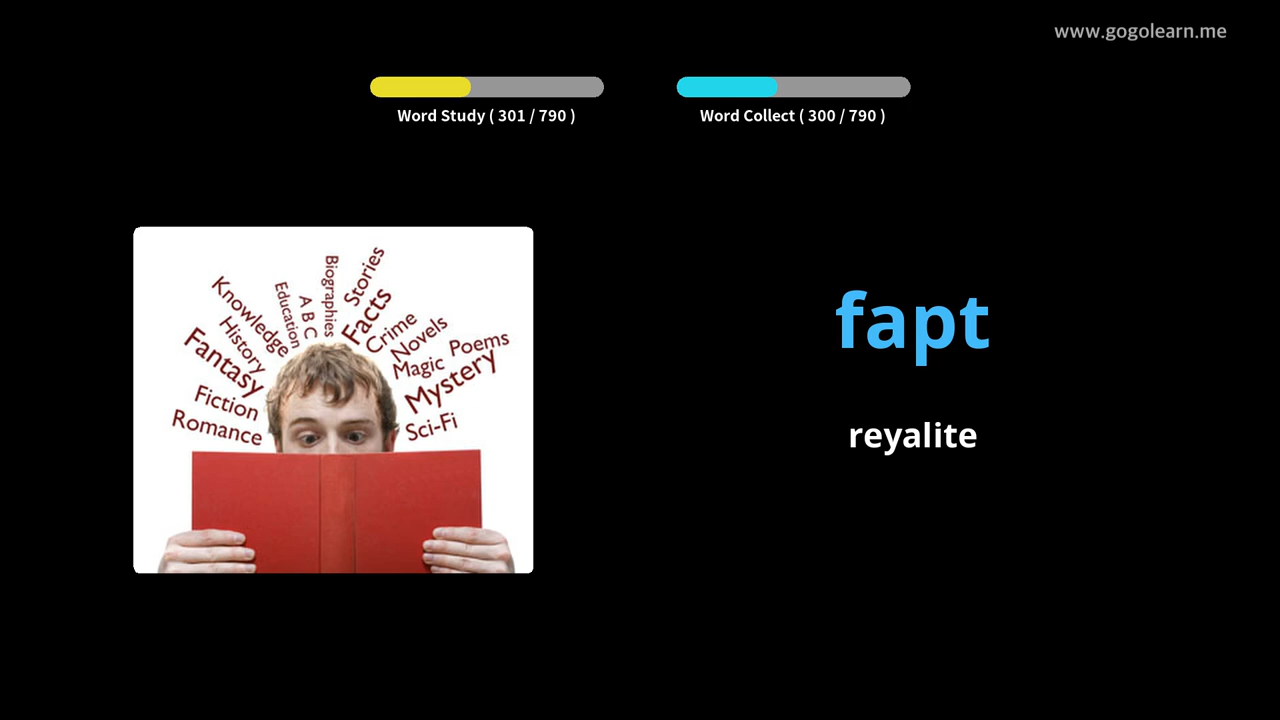 www.gogolearn.me
Word Study ( 301 / 790 )
Word Collect ( 300 / 790 )
Knowledge
Education
A B C
Biographies
Stories
Facts
History
Crime
Novels
Fantasy
Magic
Poems
Fiction
Mystery
Romance
Sci-Fi
fapt
reyalite